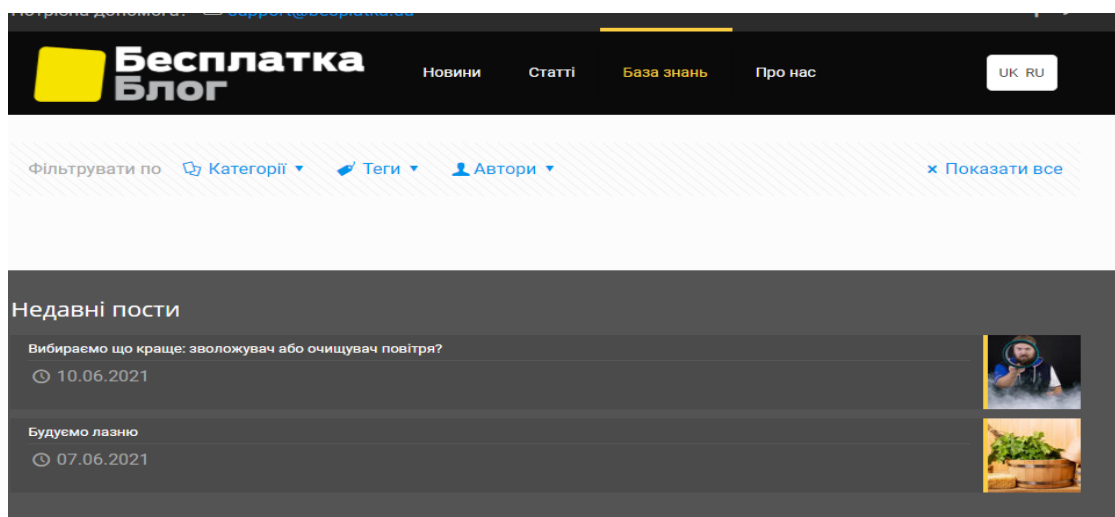 Бесплатка
Блог
Новини Статті База знань Про нас UK RU
Фільтрувати по Категорії Теги Автори × Показати все
Недавні пости
Вибираємо що краще: зволожувач або очищувач повітря?
10.06.2021
Будуємо лазню
07.06.2021